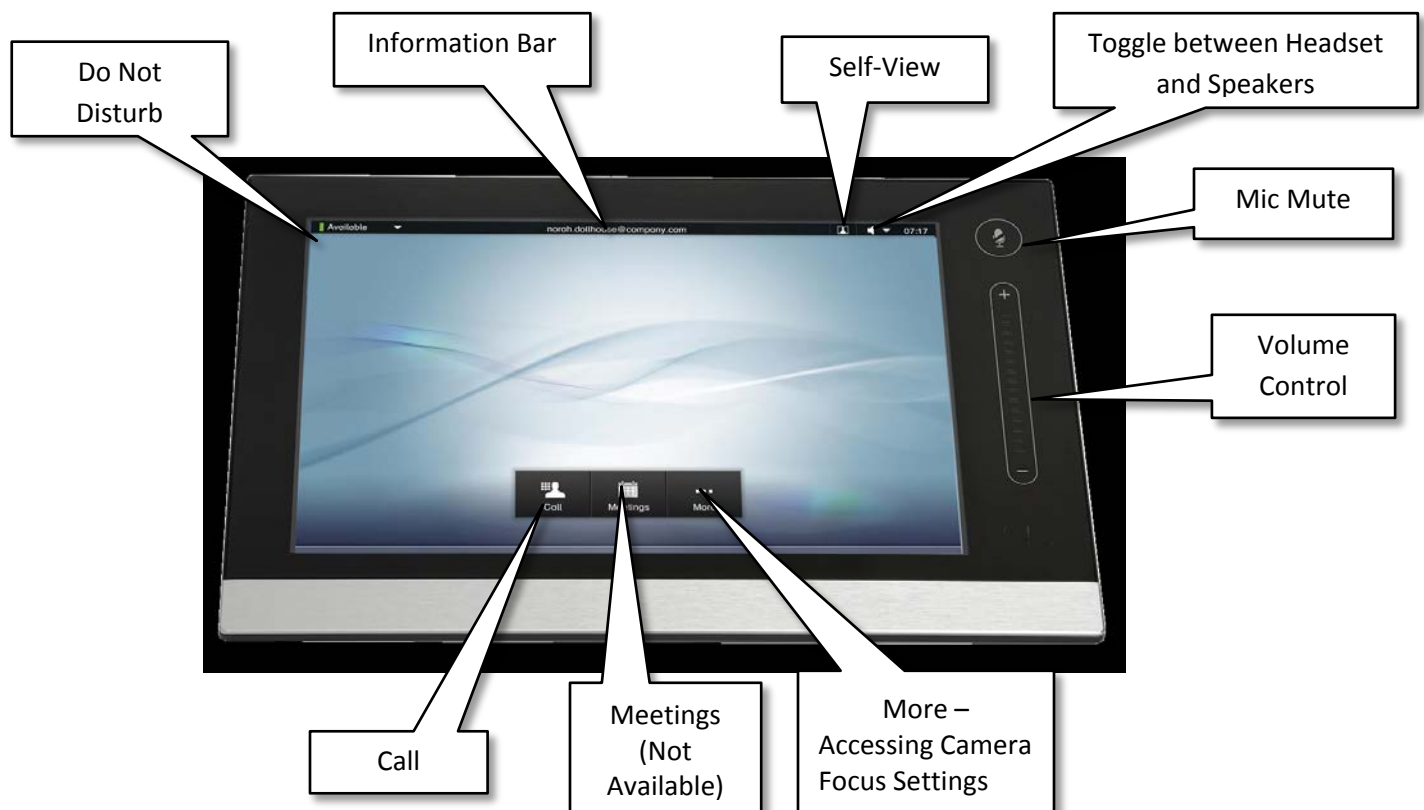 Information Bar
Do Not
Disturb
Self-View
Toggle between Headset
and Speakers
Mic Mute
Available
norah.dollhouse@company.com
07:17
+
Volume
Control
Call
Meetings
More
−
Call
Meetings
(Not
Available)
More –
Accessing Camera
Focus Settings